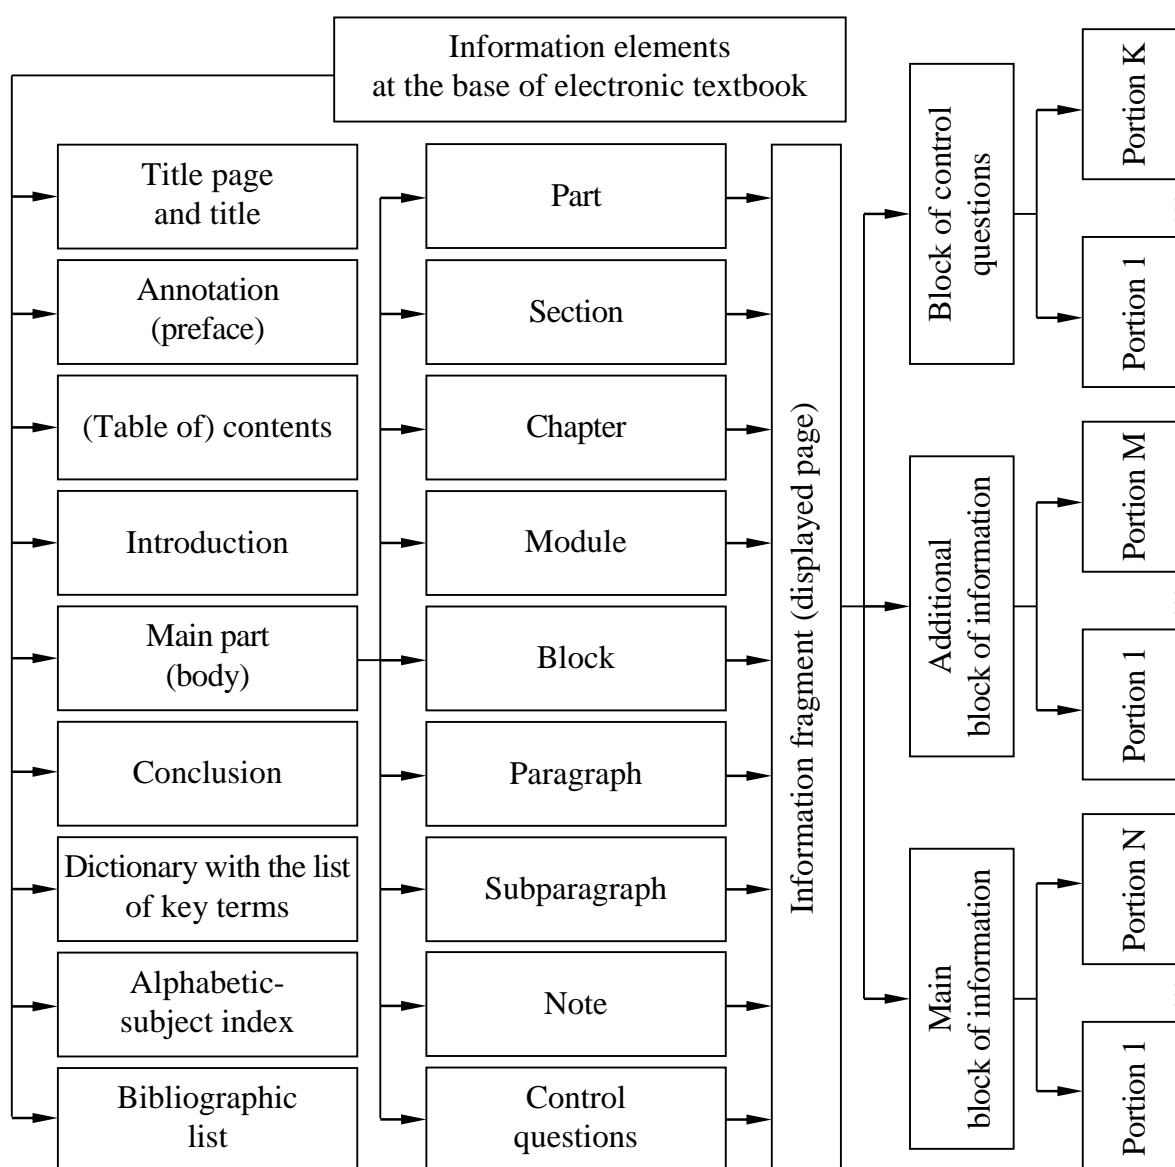 Information elements
at the base of electronic textbook
Title page
and title
Annotation
(preface)
(Table of) contents
Introduction
Main part
(body)
Conclusion
Dictionary with the list
of key terms
Alphabetic-
subject index
Bibliographic
list
Part
Section
Chapter
Module
Block
Paragraph
Subparagraph
Note
Control
questions
Information fragment (displayed page)
Block of control
questions
Additional
block of information
Main
block of information
Portion K
Portion 1
Portion M
Portion 1
Portion N
Portion 1